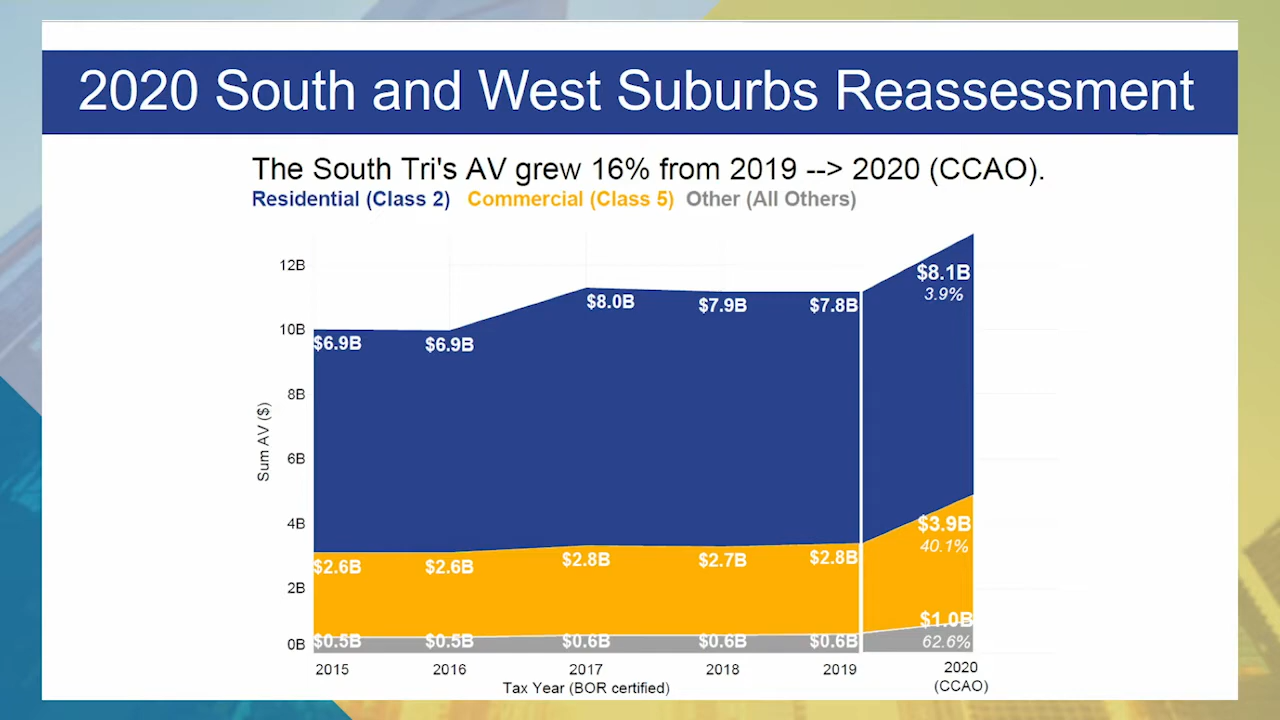 2020 South and West Suburbs Reassessment
The South Tri's AV grew 16% from 2019 --> 2020 (CCAO).
Residential (Class 2) Commercial (Class 5) Other (All Others)
Sum AV ($)
12B
10B
8B
6B
4B
2B
0B
$6.9B $6.9B $8.0B $7.9B $7.8B $8.1B
3.9%
$2.6B $2.6B $2.8B $2.7B $2.8B $3.9B
40.1%
$0.5B $0.5B $0.6B $0.6B $0.6B $1.0B
62.6%
2015 2016 2017 2018 2019 2020
(CCAO)
Tax Year (BOR certified)